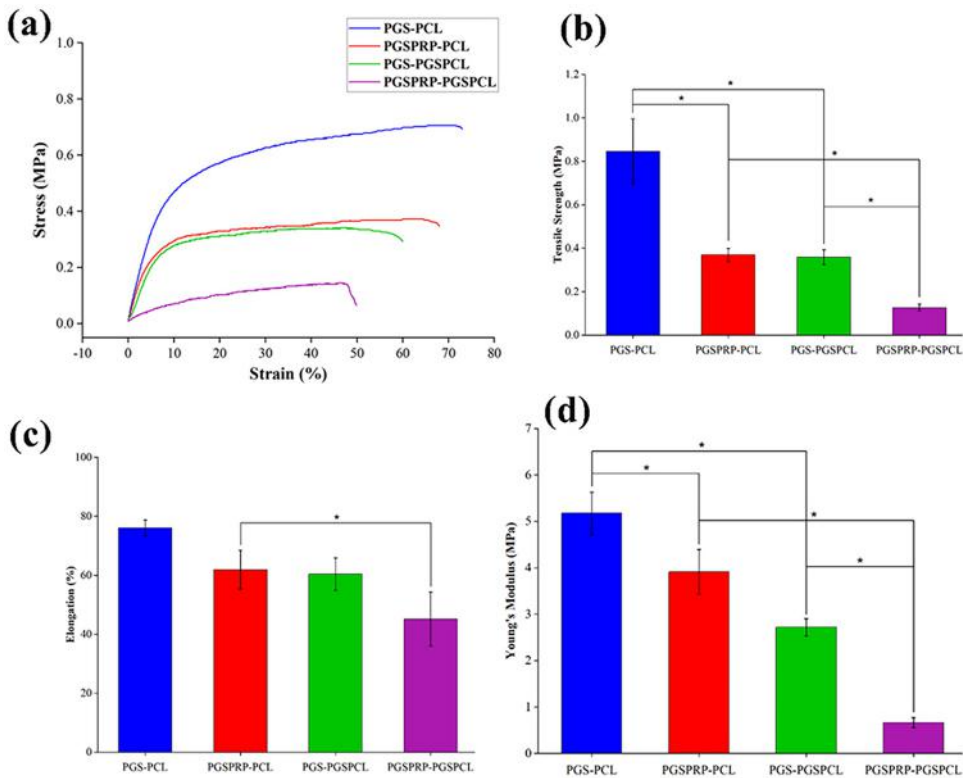 (a)
PGS-PCL
PGSPRP-PCL
PGS-PGSPCL
PGSPRP-PGSPCL
1.0
0.8
0.6
0.4
0.2
0.0
Stress (MPa)
-10 0 10 20 30 40 50 60 70 80
Strain (%)
(b)
1.2
1.0
0.8
0.6
0.4
0.2
0.0
Tensile Strength (MPa)
* * * *
PGS-PCL PGSPRP-PCL PGS-PGSPCL PGSPRP-PGSPCL
(c)
100
80
60
40
20
0
Elongation (%)
*
PGS-PCL PGSPRP-PCL PGS-PGSPCL PGSPRP-PGSPCL
(d)
7
6
5
4
3
2
1
0
Young's Modulus (MPa)
* * * *
PGS-PCL PGSPRP-PCL PGS-PGSPCL PGSPRP-PGSPCL